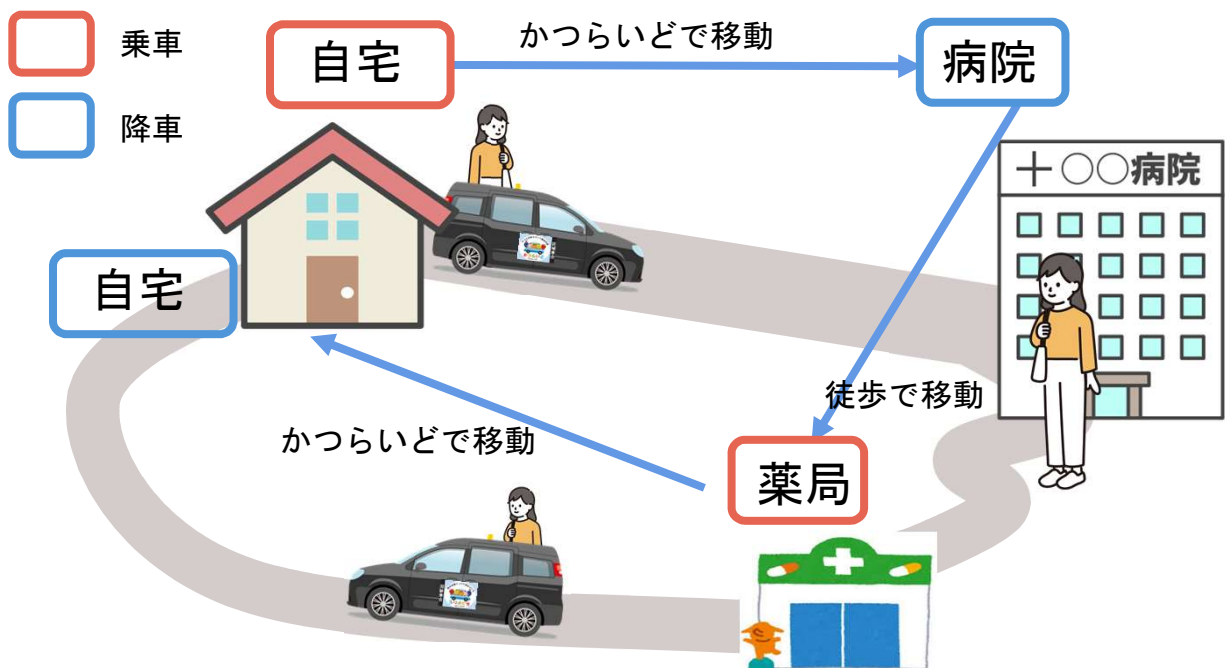 乗車
降車
自宅
かつらいどで移動
病院
十〇〇病院
自宅
徒歩で移動
かつらいどで移動
薬局